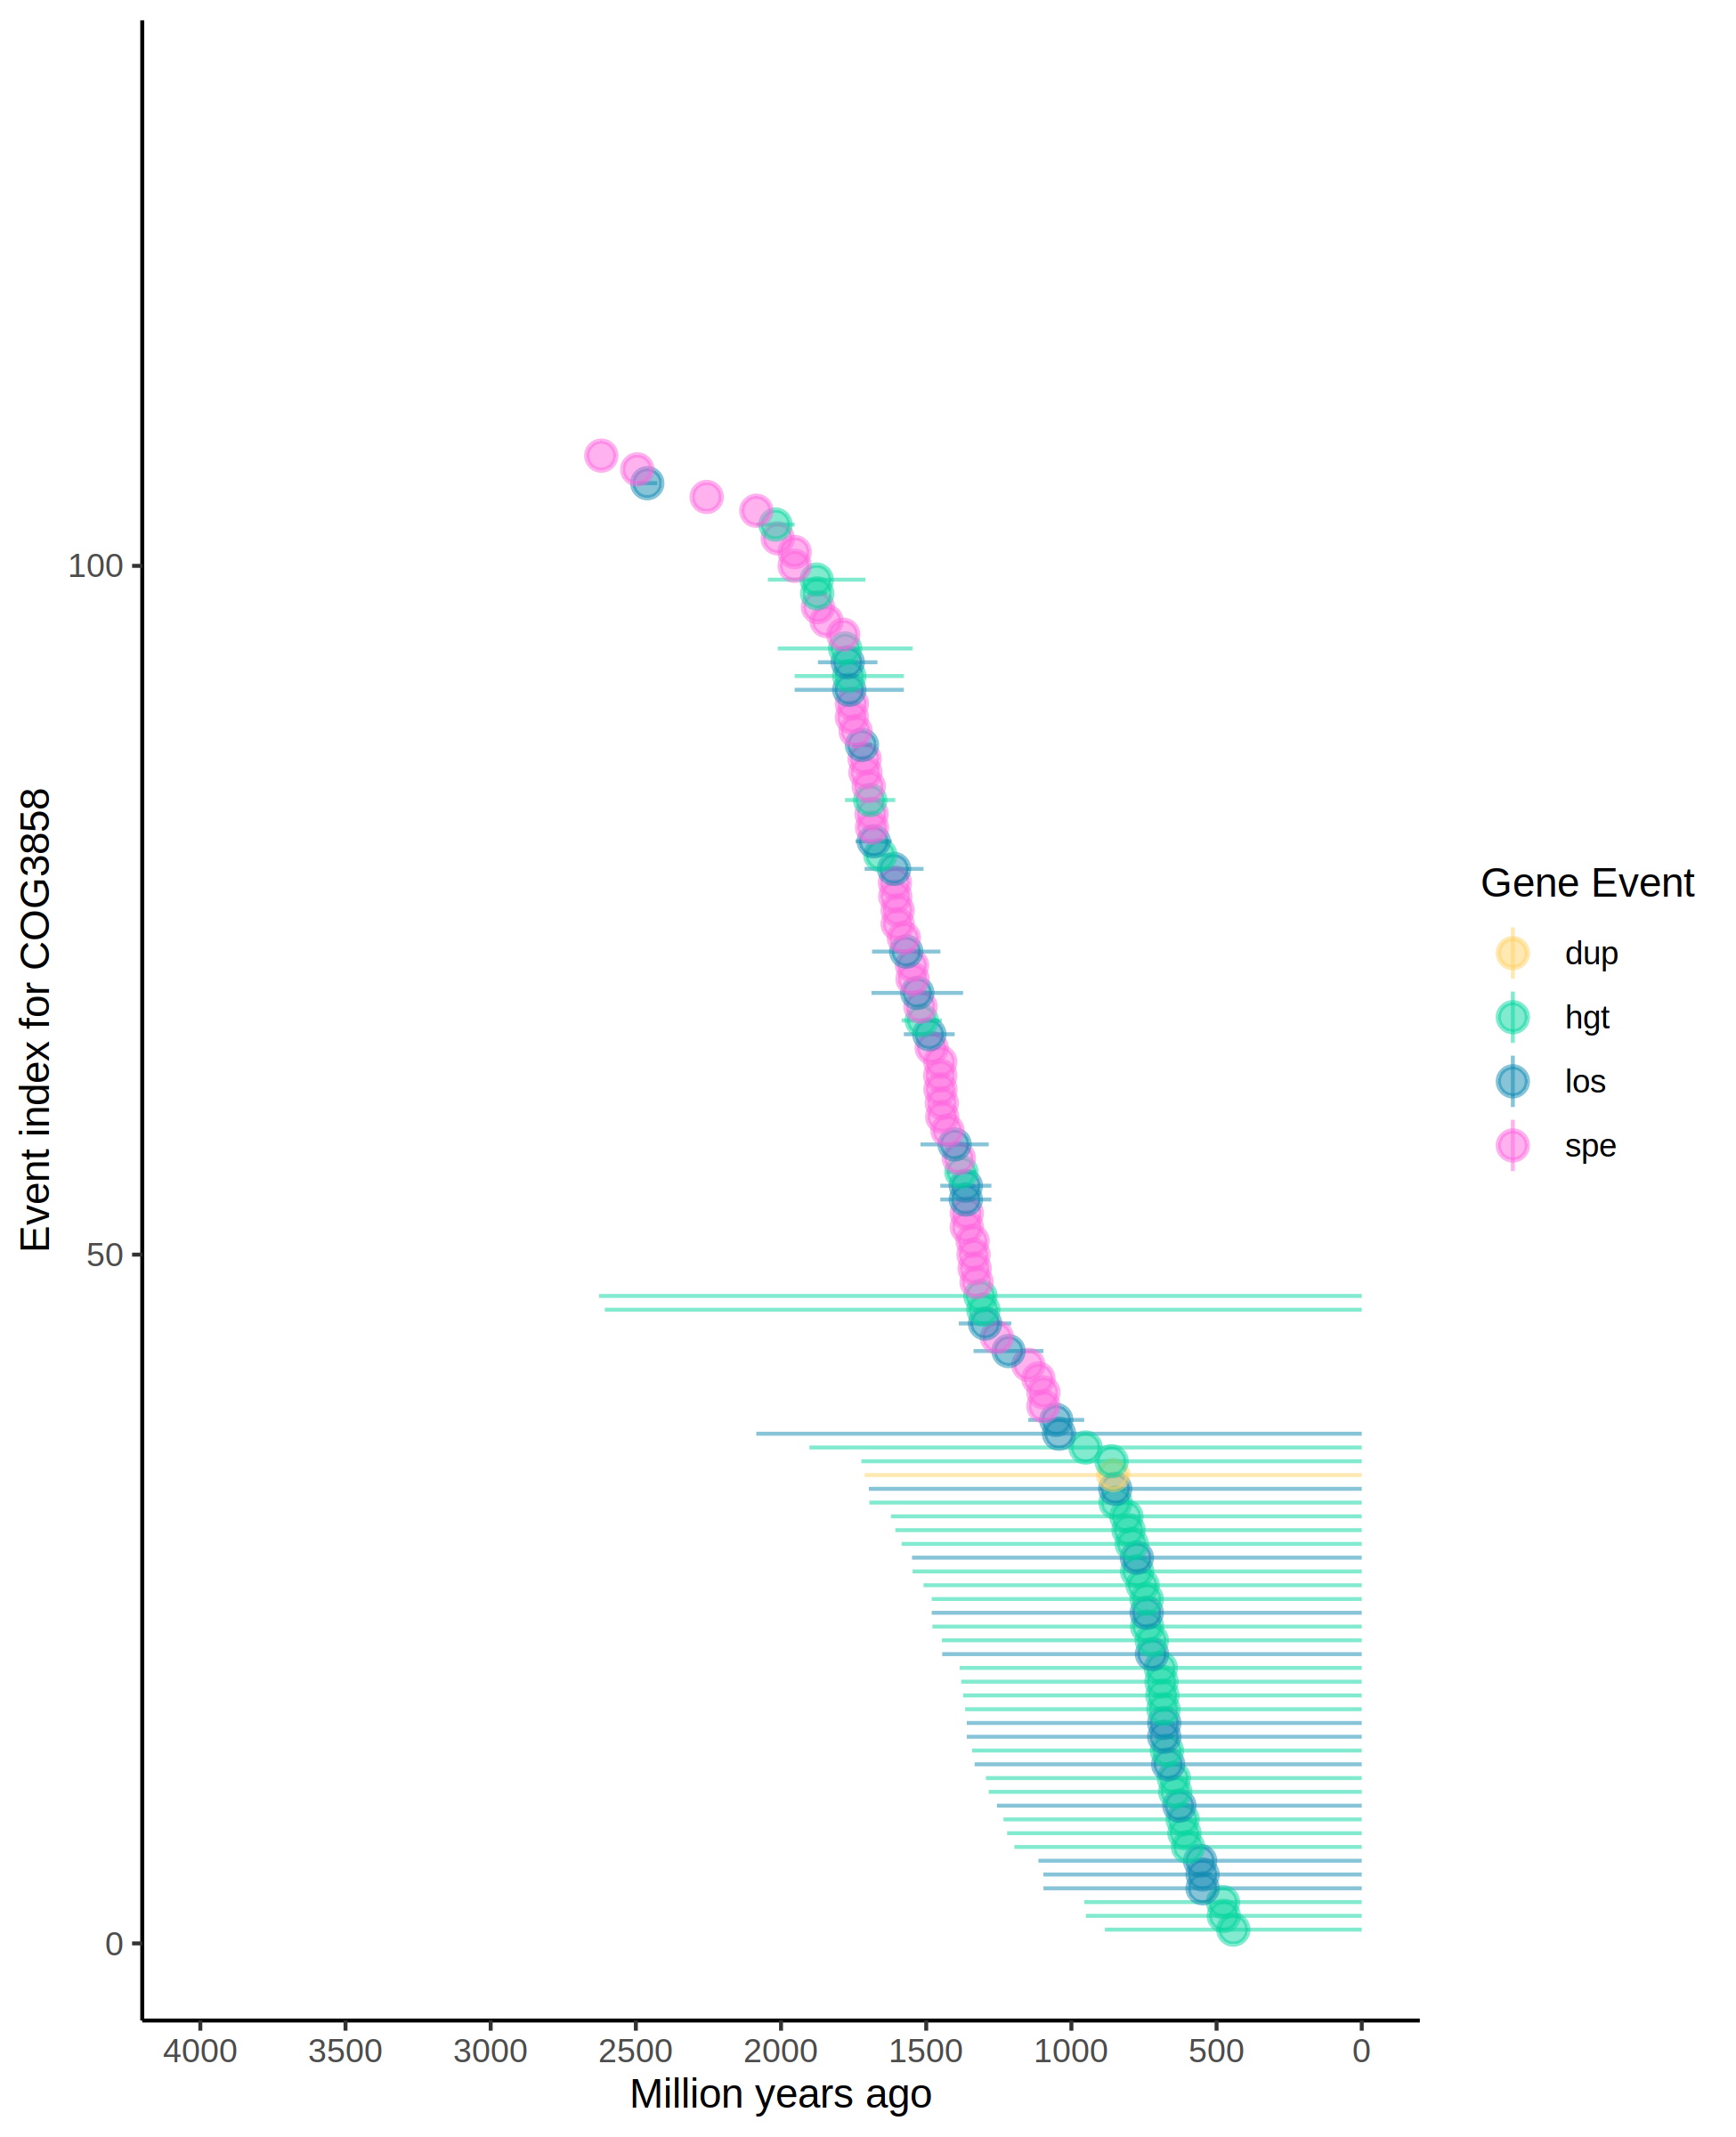 Event index for COG3858
100
50
0
4000 3500 3000 2500 2000 1500 1000 500 0
Million years ago
Gene Event
dup
hgt
los
spe